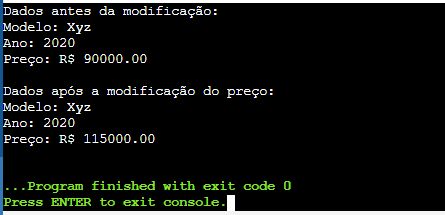 Dados antes da modificação:
Modelo: Xyz
Ano: 2020
Preço: R$ 90000.00
Dados após a modificação do preço:
Modelo: Xyz
Ano: 2020
Preço: R$ 115000.00
...Program finished with exit code 0
Press ENTER to exit console.